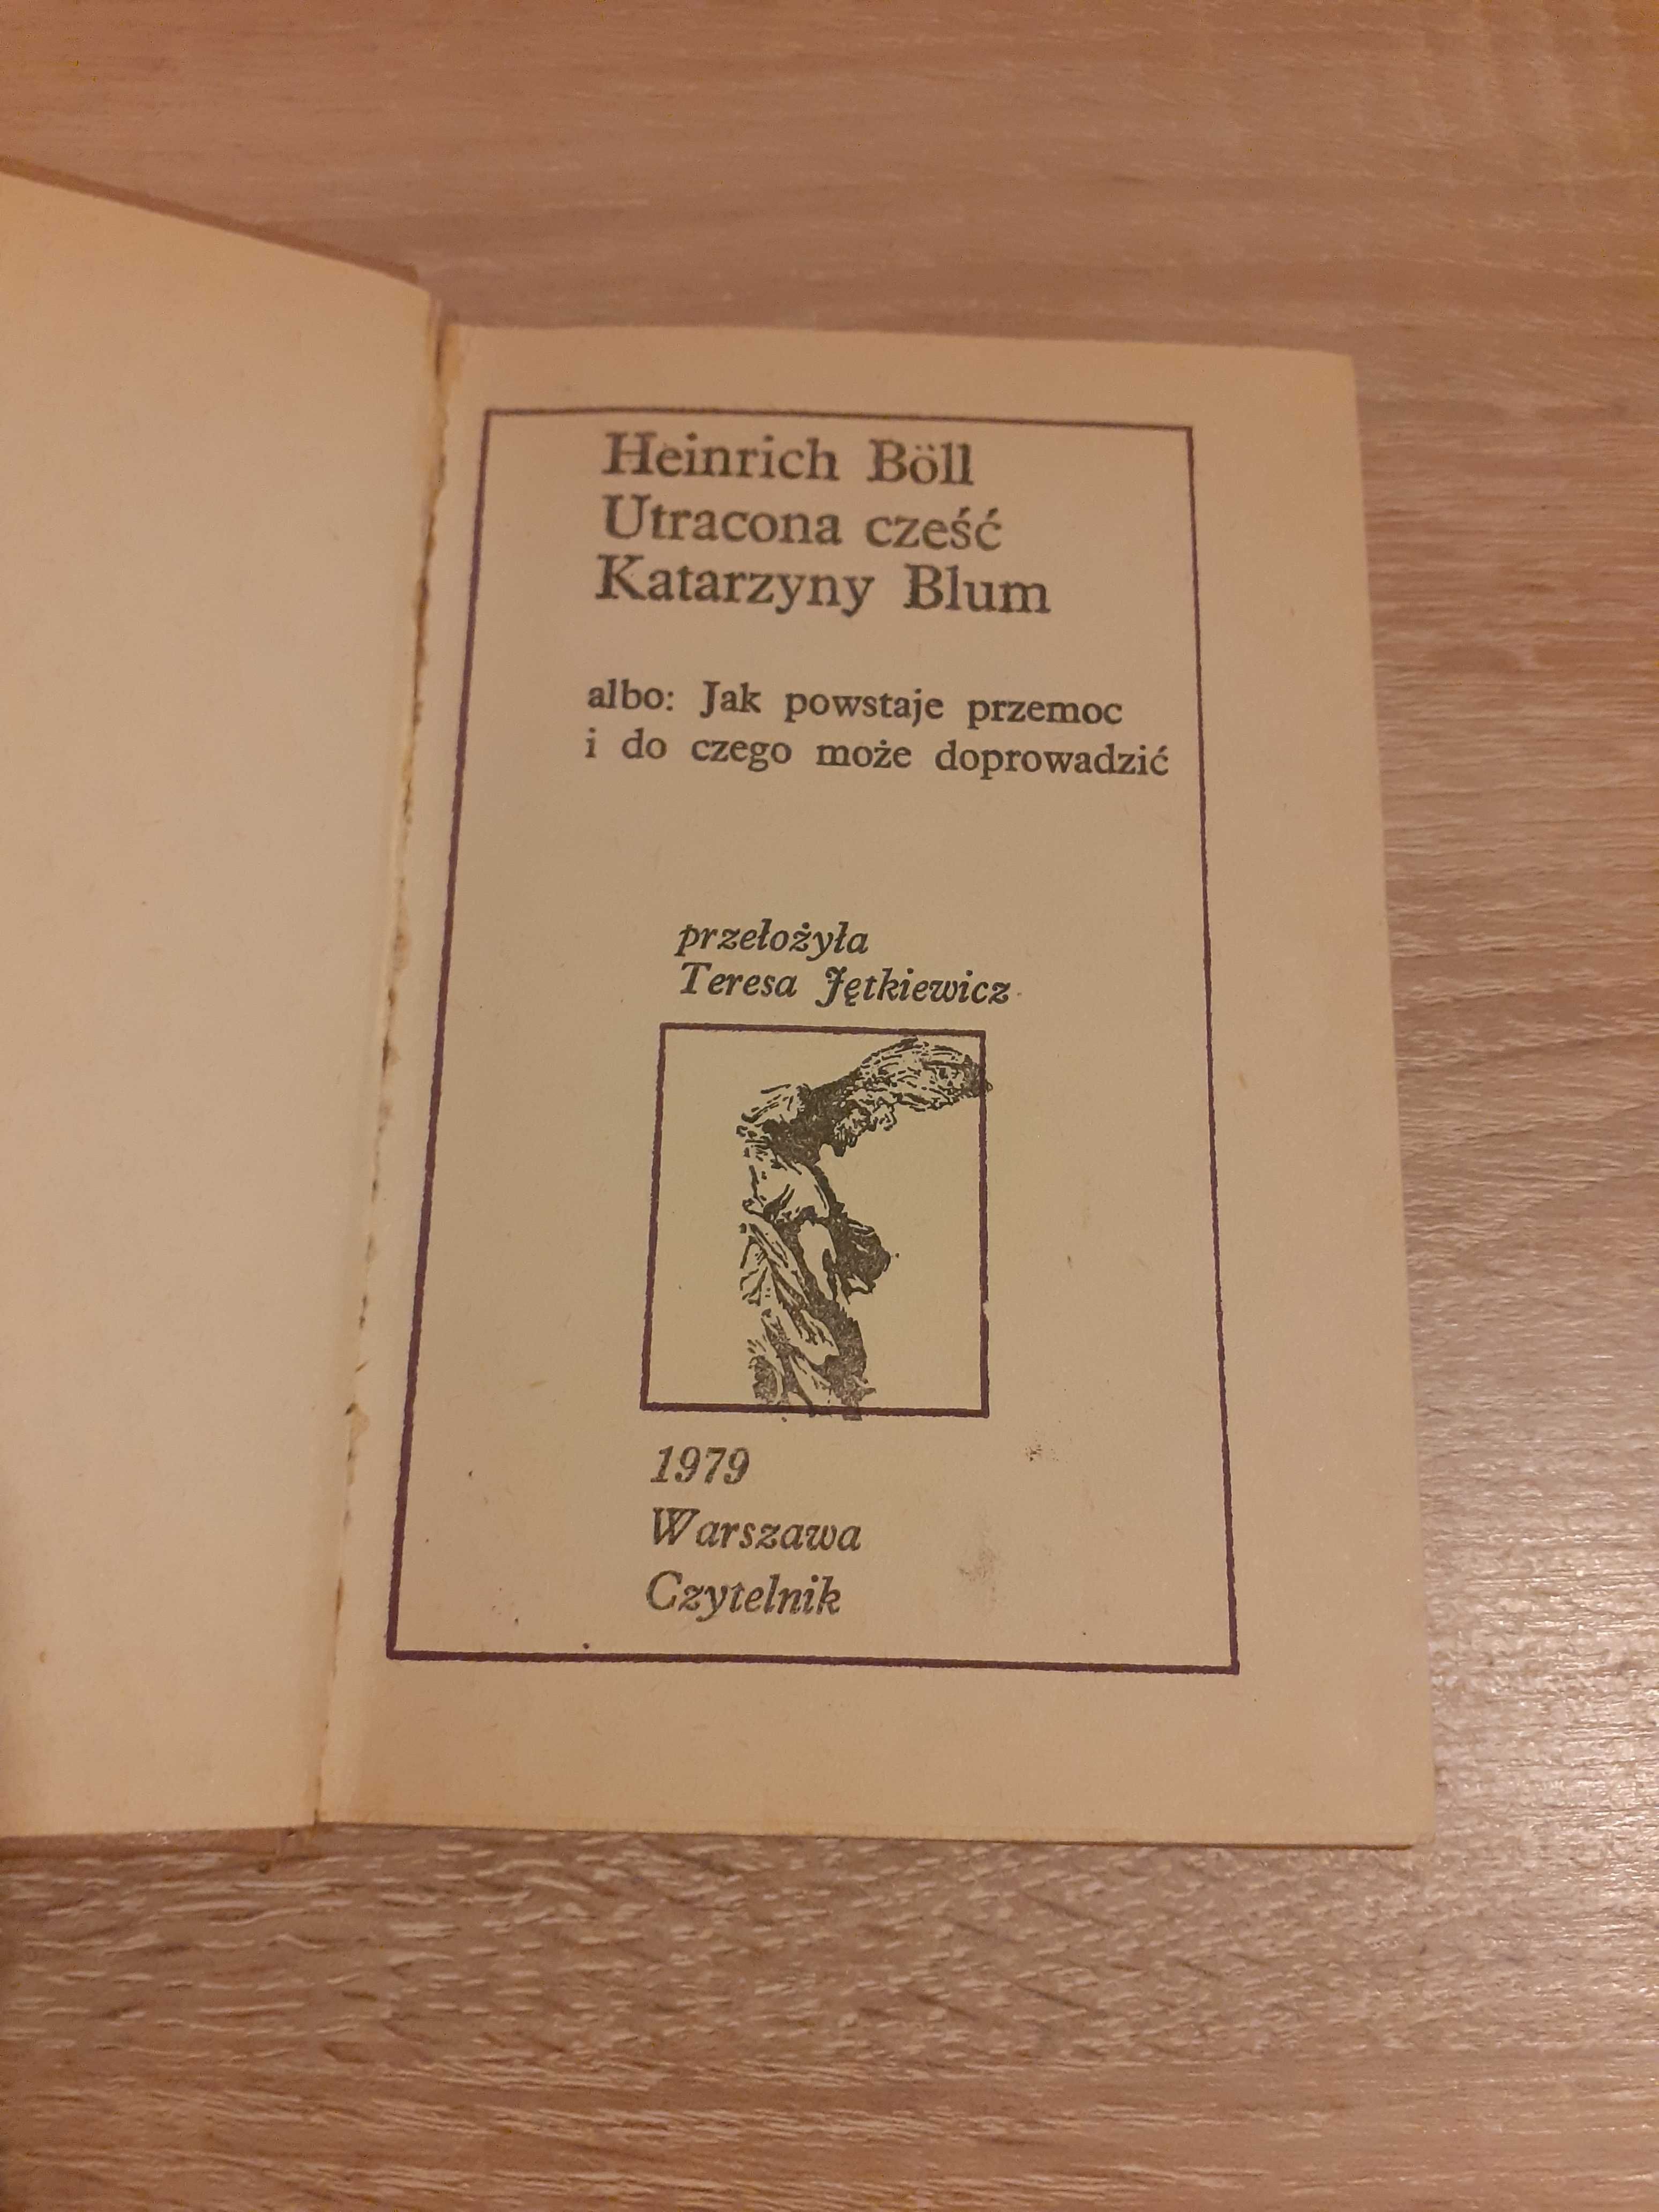 Heinrich Böll
Utracona cześć
Katarzyny Blum
albo: Jak powstaje przemoc
i do czego może doprowadzić
przełożyła
Teresa Jętkiewicz
1979
Warszawa
Czytelnik